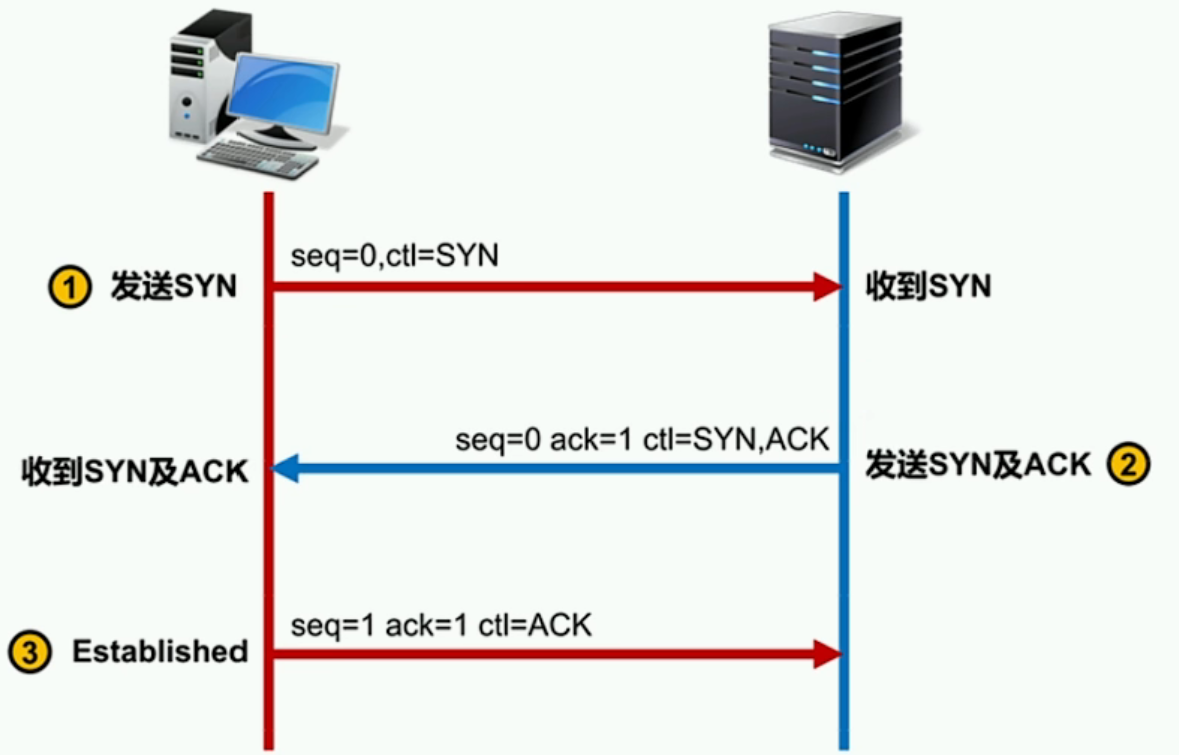 seq=0,ctl=SYN
1 发送SYN
收到SYN
seq=0 ack=1 ctl=SYN,ACK
收到SYN及ACK
发送SYN及ACK 2
seq=1 ack=1 ctl=ACK
3 Established